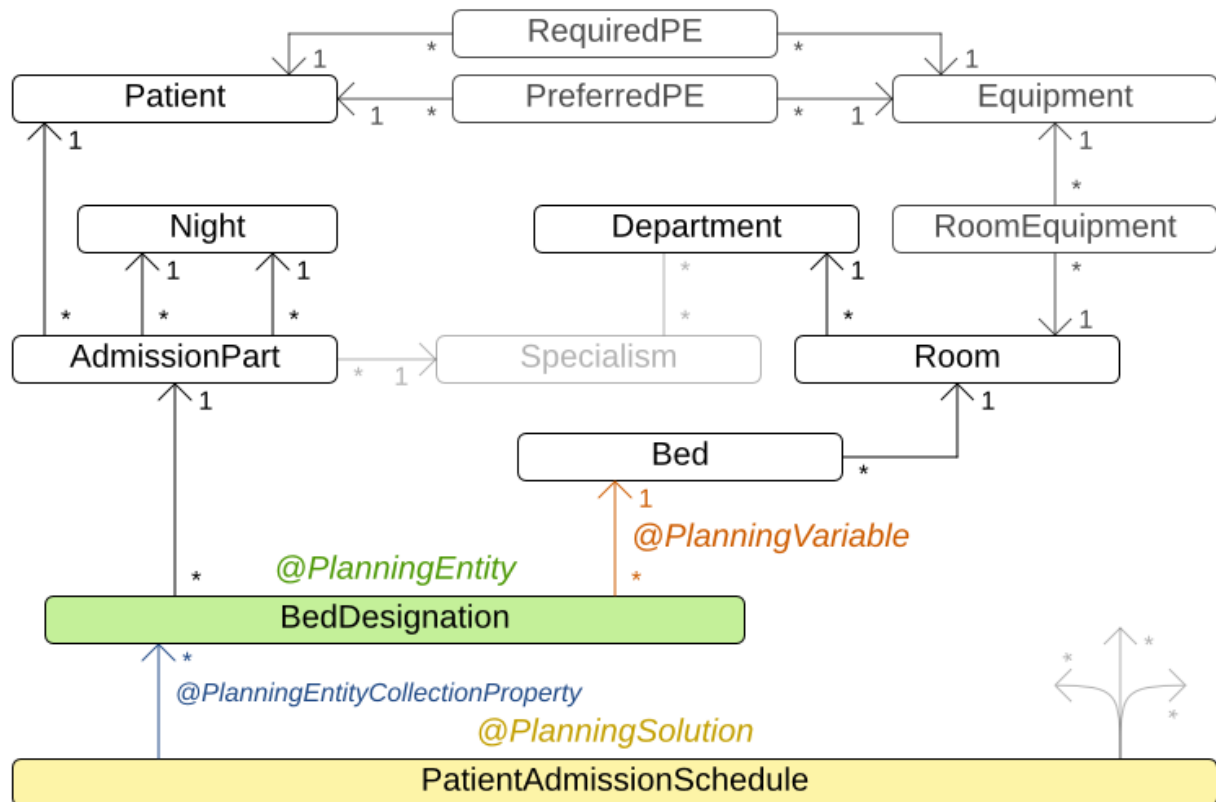 RequiredPE
* *
1 1
Patient PreferredPE Equipment
1 * * 1
1 1
*
Night Department RoomEquipment
1 1 * 1 *
* * * * * 1
AdmissionPart Specialism Room
* 1
1 1
Bed
*
1
@PlanningVariable
@PlanningEntity
* *
BedDesignation
*
@PlanningEntityCollectionProperty
* *
*
@PlanningSolution
PatientAdmissionSchedule